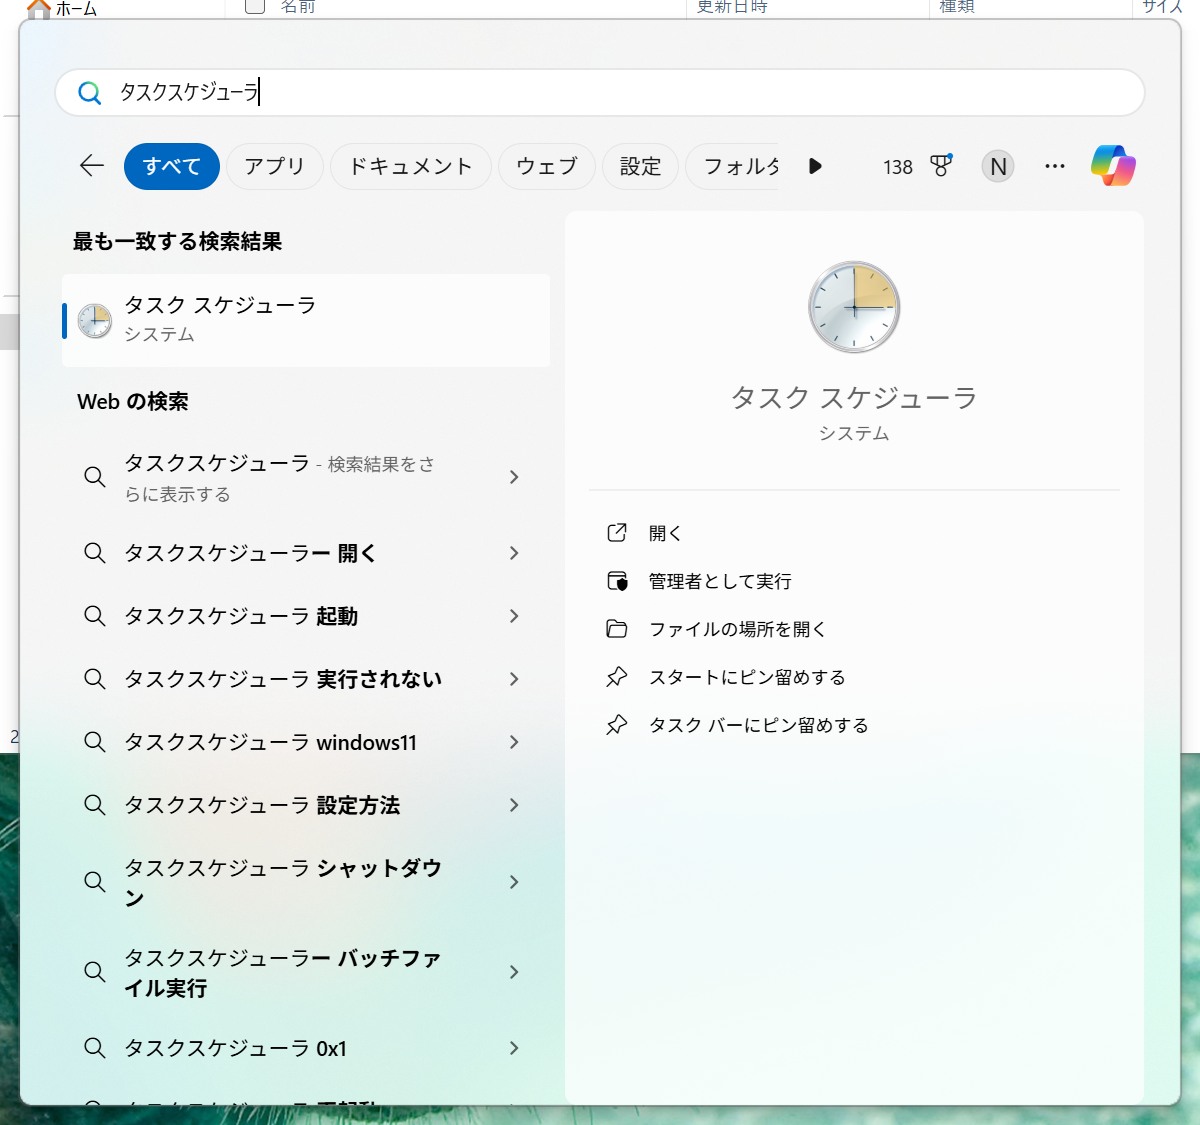 ホーム
名前
更新日時
種類
サイズ
タスクスケジューラ
すべて
アプリ
ドキュメント
ウェブ
設定
フォルダ
138
N
最も一致する検索結果
タスク スケジューラ
システム
Web の検索
タスクスケジューラ - 検索結果をさ
らに表示する
タスクスケジューラー 開く
タスクスケジューラ 起動
タスクスケジューラ 実行されない
タスクスケジューラ windows11
タスクスケジューラ 設定方法
タスクスケジューラ シャットダウ
ン
タスクスケジューラー バッチファ
イル実行
タスクスケジューラ 0x1
タスクスケジューラ 再起動
タスク スケジューラ
システム
開く
管理者として実行
ファイルの場所を開く
スタートにピン留めする
タスク バーにピン留めする
2